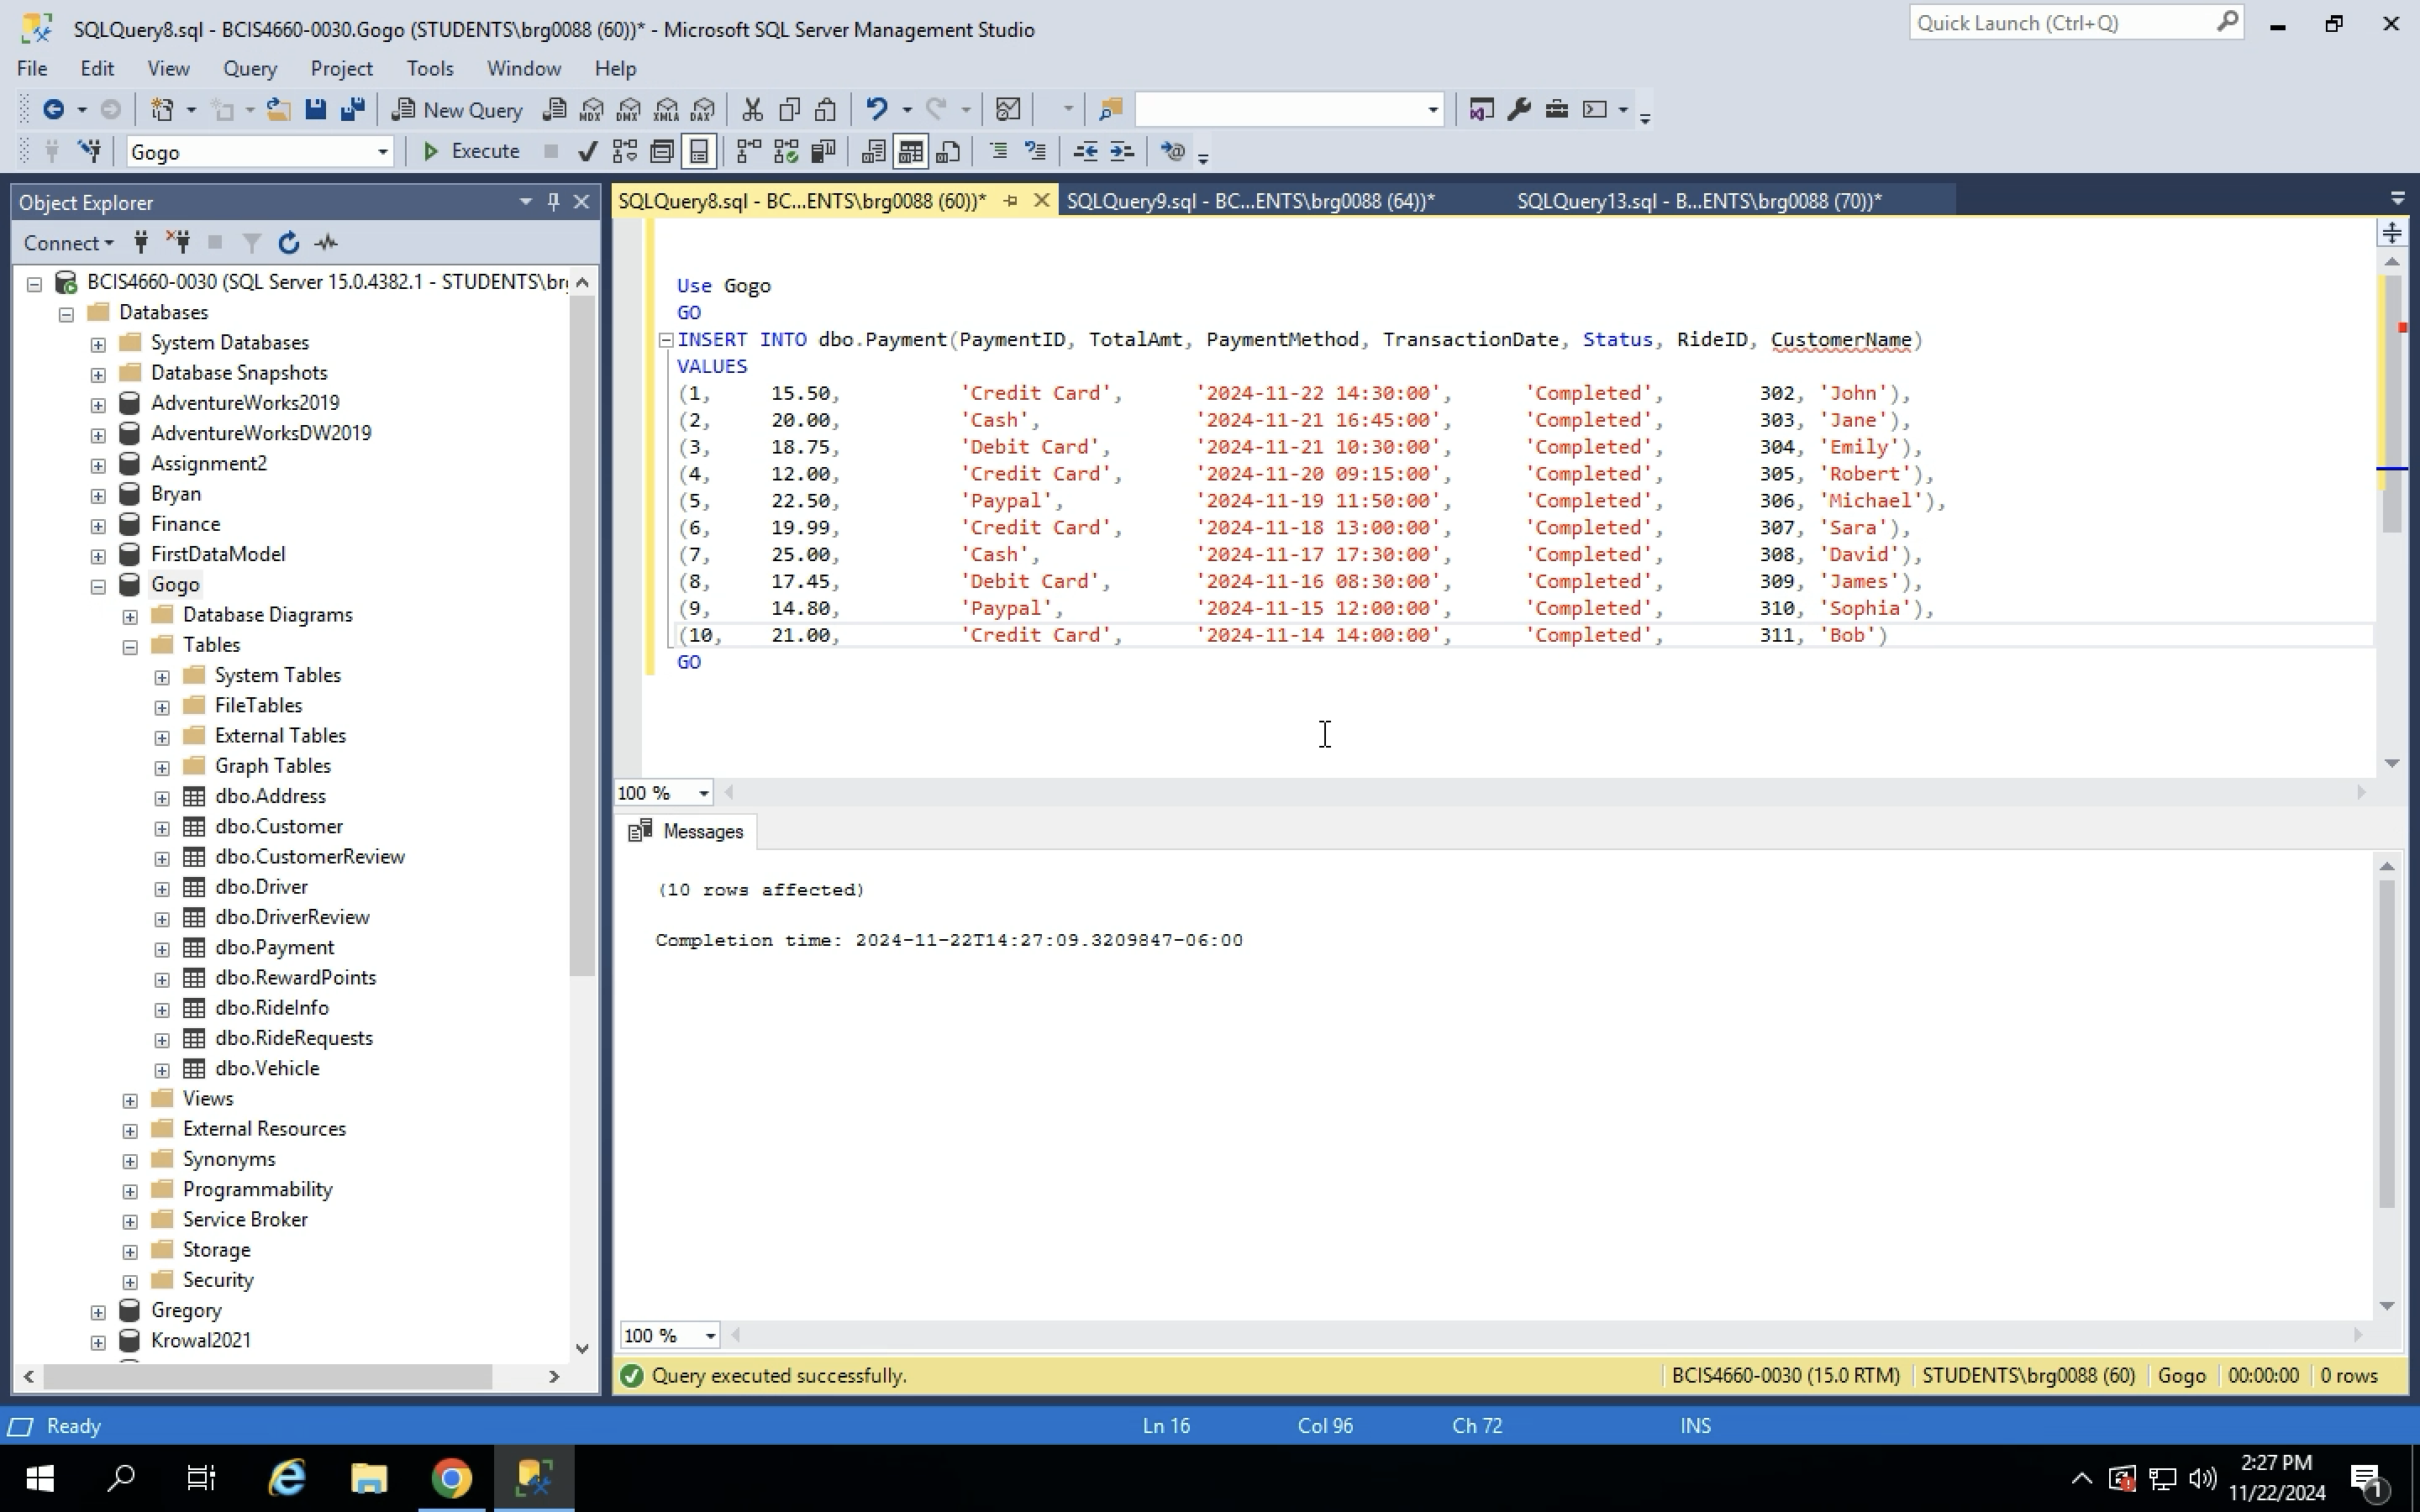 SQLQuery8.sql - BCIS4660-0030.Gogo (STUDENTS\brg0088 (60))* - Microsoft SQL Server Management Studio
Quick Launch (Ctrl+Q)
File Edit View Query Project Tools Window Help
New Query MDX DMX XMLA DAX
Gogo Execute
Object Explorer
Connect
BCIS4660-0030 (SQL Server 15.0.4382.1 - STUDENTS\br
Databases
System Databases
Database Snapshots
AdventureWorks2019
AdventureWorksDW2019
Assignment2
Bryan
Finance
FirstDataModel
Gogo
Database Diagrams
Tables
System Tables
FileTables
External Tables
Graph Tables
dbo.Address
dbo.Customer
dbo.CustomerReview
dbo.Driver
dbo.DriverReview
dbo.Payment
dbo.RewardPoints
dbo.RideInfo
dbo.RideRequests
dbo.Vehicle
Views
External Resources
Synonyms
Programmability
Service Broker
Storage
Security
Gregory
Krowal2021
SQLQuery8.sql - BC...ENTS\brg0088 (60))* SQLQuery9.sql - BC...ENTS\brg0088 (64))* SQLQuery13.sql - B...ENTS\brg0088 (70))*
Use Gogo
GO
INSERT INTO dbo.Payment(PaymentID, TotalAmt, PaymentMethod, TransactionDate, Status, RideID, CustomerName)
VALUES
(1, 15.50, 'Credit Card', '2024-11-22 14:30:00', 'Completed', 302, 'John'),
(2, 20.00, 'Cash', '2024-11-21 16:45:00', 'Completed', 303, 'Jane'),
(3, 18.75, 'Debit Card', '2024-11-21 10:30:00', 'Completed', 304, 'Emily'),
(4, 12.00, 'Credit Card', '2024-11-20 09:15:00', 'Completed', 305, 'Robert'),
(5, 22.50, 'Paypal', '2024-11-19 11:50:00', 'Completed', 306, 'Michael'),
(6, 19.99, 'Credit Card', '2024-11-18 13:00:00', 'Completed', 307, 'Sara'),
(7, 25.00, 'Cash', '2024-11-17 17:30:00', 'Completed', 308, 'David'),
(8, 17.45, 'Debit Card', '2024-11-16 08:30:00', 'Completed', 309, 'James'),
(9, 14.80, 'Paypal', '2024-11-15 12:00:00', 'Completed', 310, 'Sophia'),
(10, 21.00, 'Credit Card', '2024-11-14 14:00:00', 'Completed', 311, 'Bob')
GO
100 %
Messages
(10 rows affected)
Completion time: 2024-11-22T14:27:09.3209847-06:00
100 %
Query executed successfully. BCIS4660-0030 (15.0 RTM) STUDENTS\brg0088 (60) Gogo 00:00:00 0 rows
Ready Ln 16 Col 96 Ch 72 INS
2:27 PM
11/22/2024
1